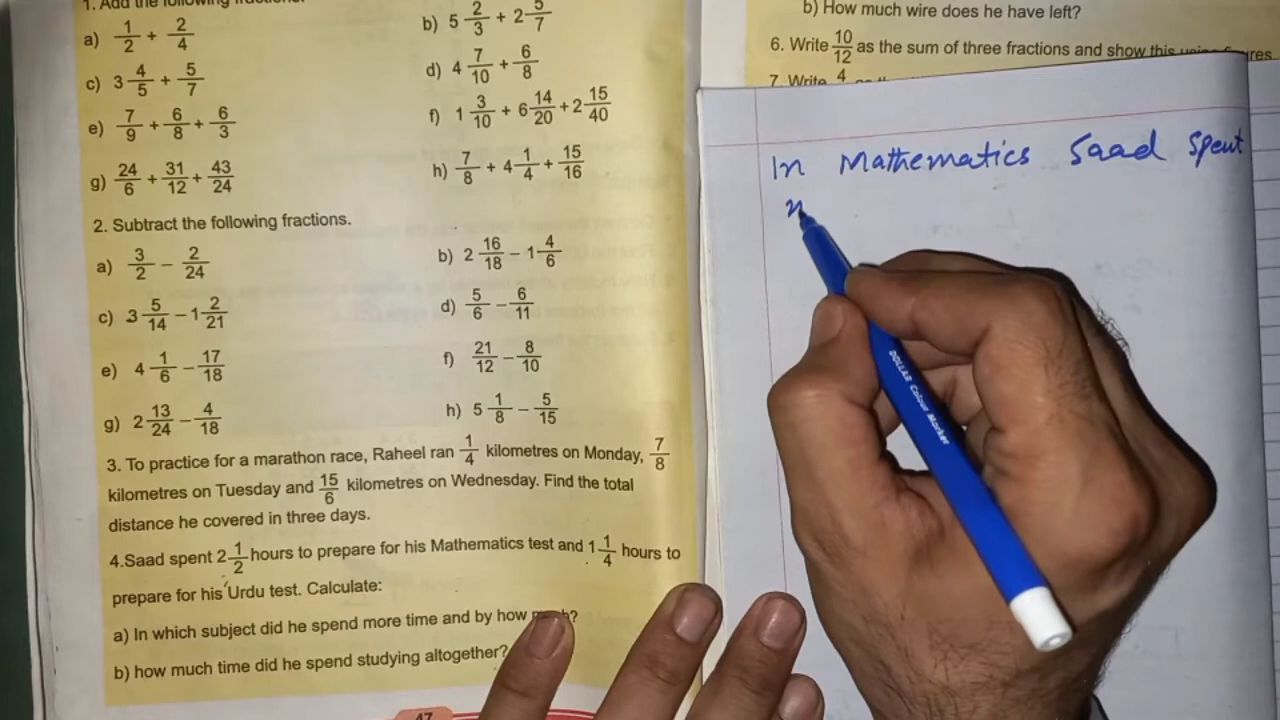 1. Add the following fractions.
a) 1/2 + 2/4
b) 5 2/3 + 2 5/7
c) 3 4/5 + 5/7
d) 4 7/10 + 6/8
e) 7/9 + 6/8 + 6/3
f) 1 3/10 + 6 14/20 + 2 15/40
g) 24/6 + 31/12 + 43/24
h) 7/8 + 4 1/4 + 15/16
2. Subtract the following fractions.
a) 3/2 − 2/24
b) 2 16/18 − 1 4/6
c) 3 5/14 − 1 2/21
d) 5/6 − 6/11
e) 4 1/6 − 17/18
f) 21/12 − 8/10
g) 2 13/24 − 4/18
h) 5 1/8 − 5/15
3. To practice for a marathon race, Raheel ran 1/4 kilometres on Monday, 7/8
kilometres on Tuesday and 15/6 kilometres on Wednesday. Find the total
distance he covered in three days.
4.Saad spent 2 1/2 hours to prepare for his Mathematics test and 1 1/4 hours to
prepare for his Urdu test. Calculate:
a) In which subject did he spend more time and by how much?
b) how much time did he spend studying altogether?
47
b) How much wire does he have left?
6. Write 10/12 as the sum of three fractions and show this using figures
7. Write 4
In Mathematics Saad Spent
DOLLAR Colour Marker